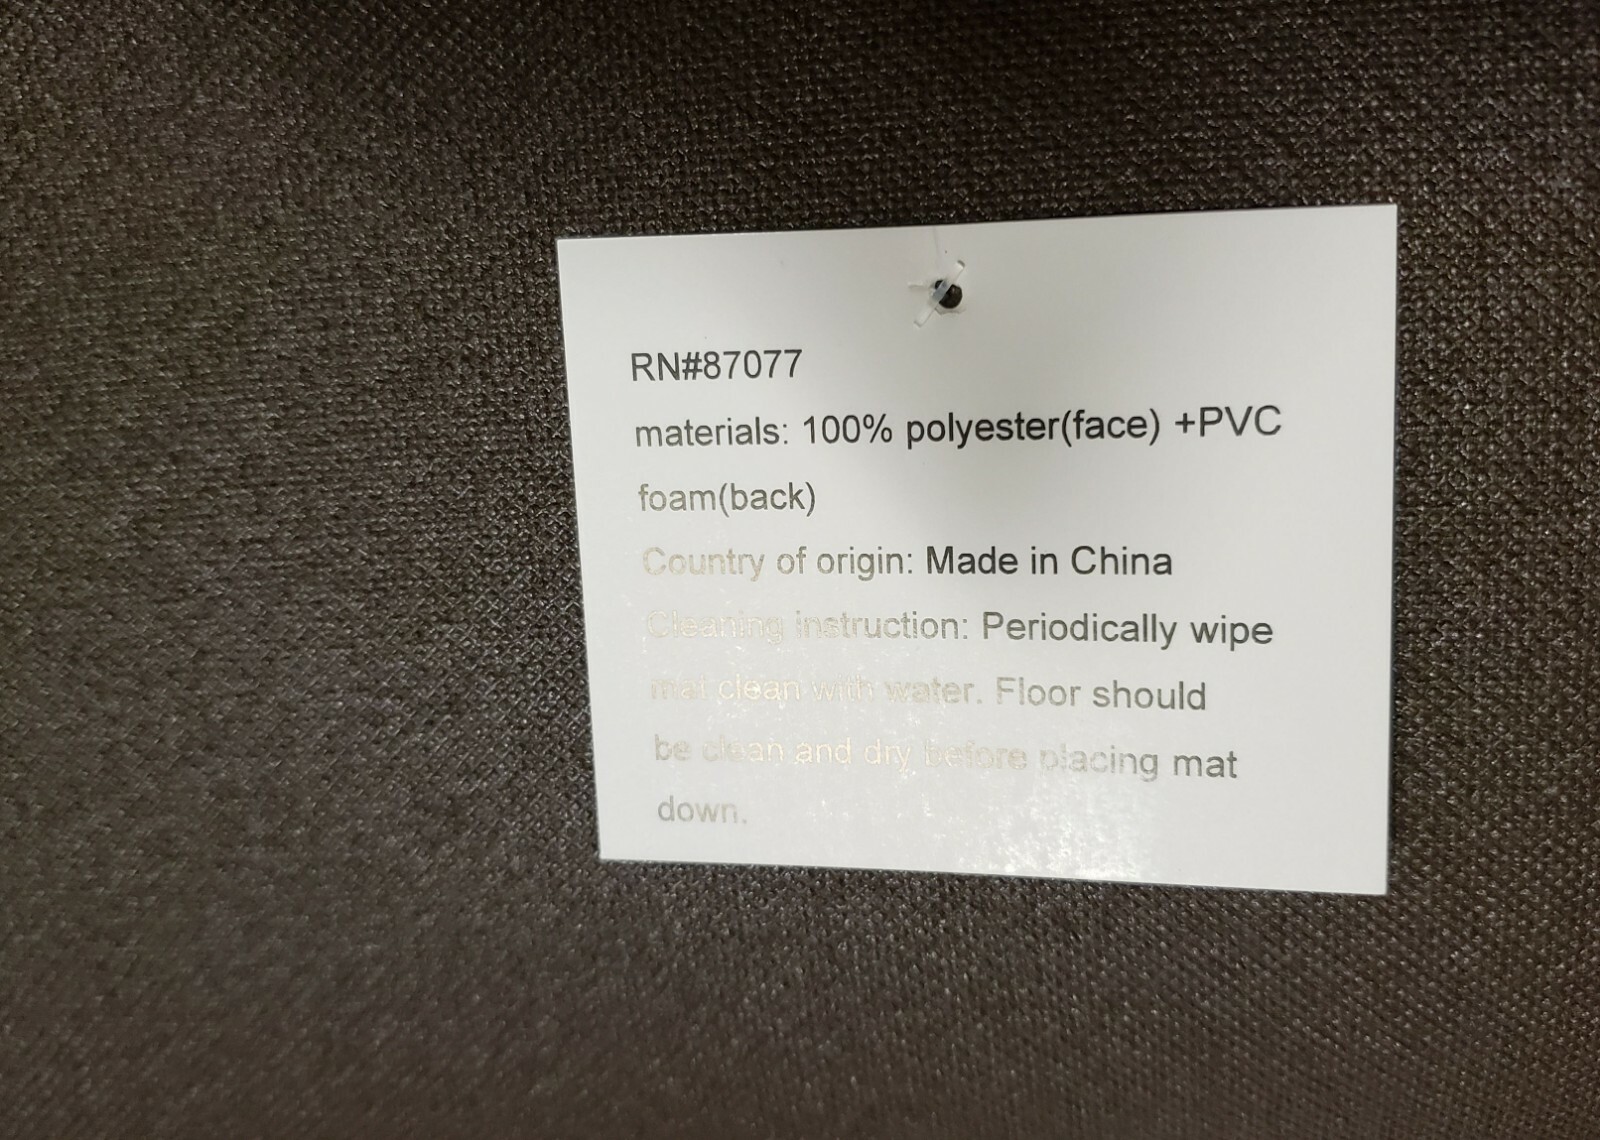 RN#87077
materials: 100% polyester(face) +PVC
foam(back)
Country of origin: Made in China
Cleaning instruction: Periodically wipe
mat clean with water. Floor should
be clean and dry before placing mat
down.